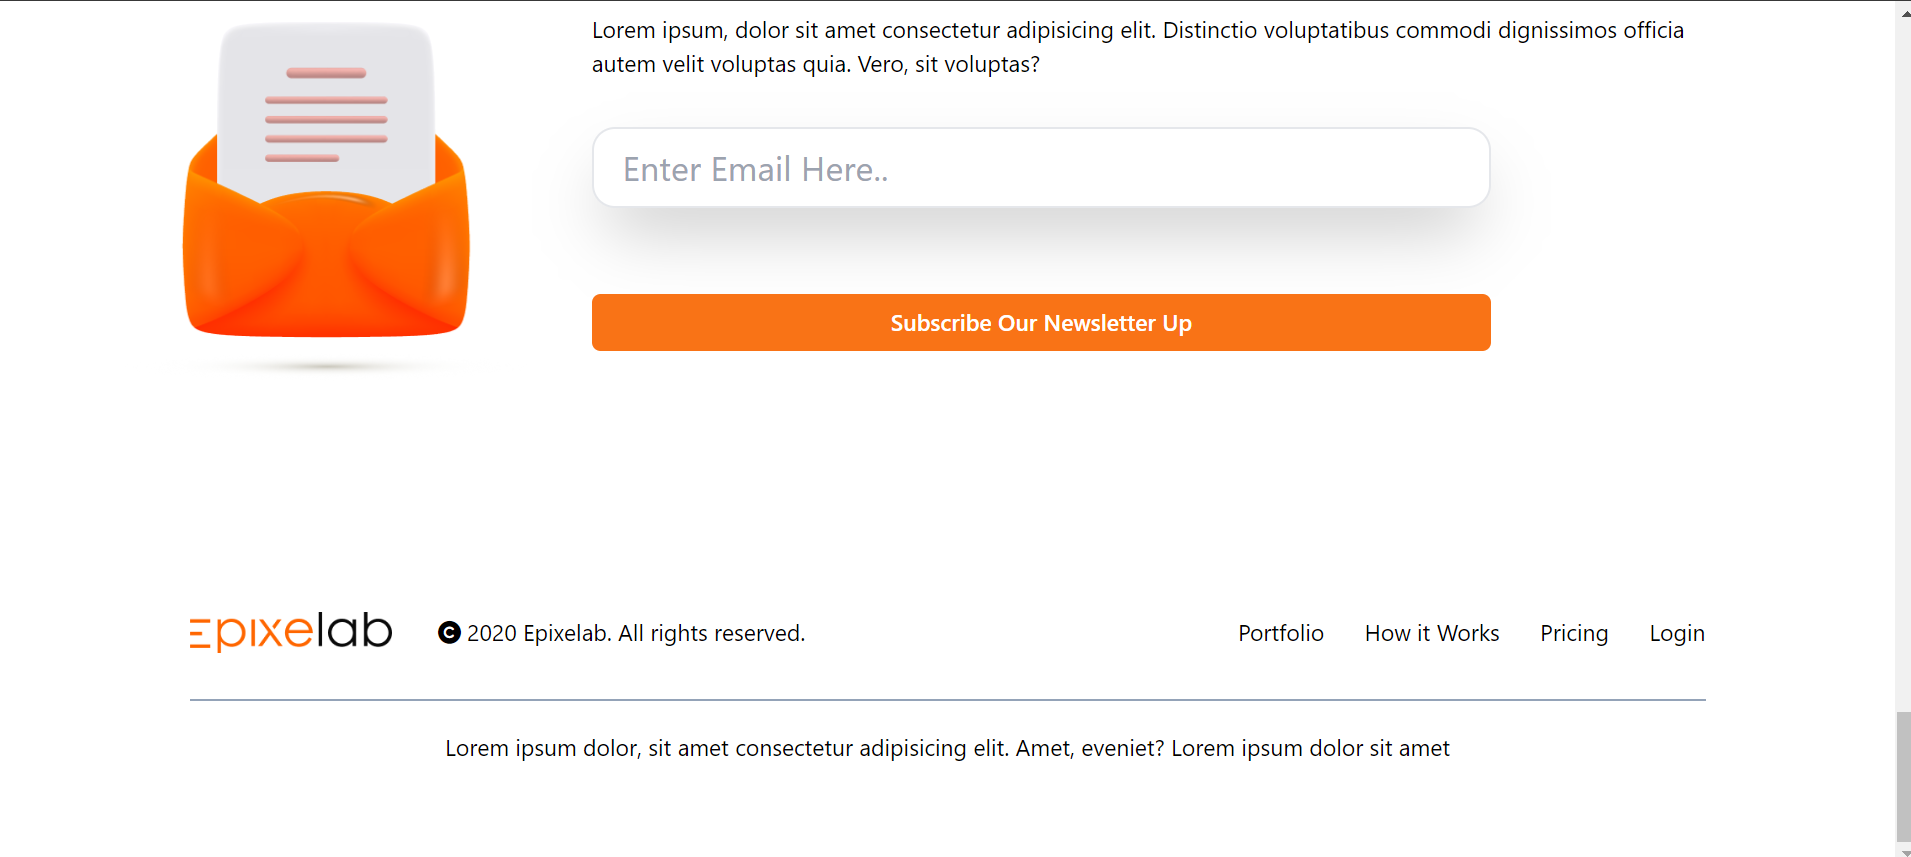 Lorem ipsum, dolor sit amet consectetur adipisicing elit. Distinctio voluptatibus commodi dignissimos officia
autem velit voluptas quia. Vero, sit voluptas?
Enter Email Here..
Subscribe Our Newsletter Up
Epixelab
© 2020 Epixelab. All rights reserved.
Portfolio
How it Works
Pricing
Login
Lorem ipsum dolor, sit amet consectetur adipisicing elit. Amet, eveniet? Lorem ipsum dolor sit amet